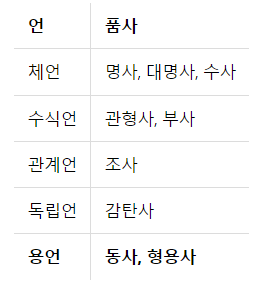 언 품사
체언 명사, 대명사, 수사
수식언 관형사, 부사
관계언 조사
독립언 감탄사
용언 동사, 형용사